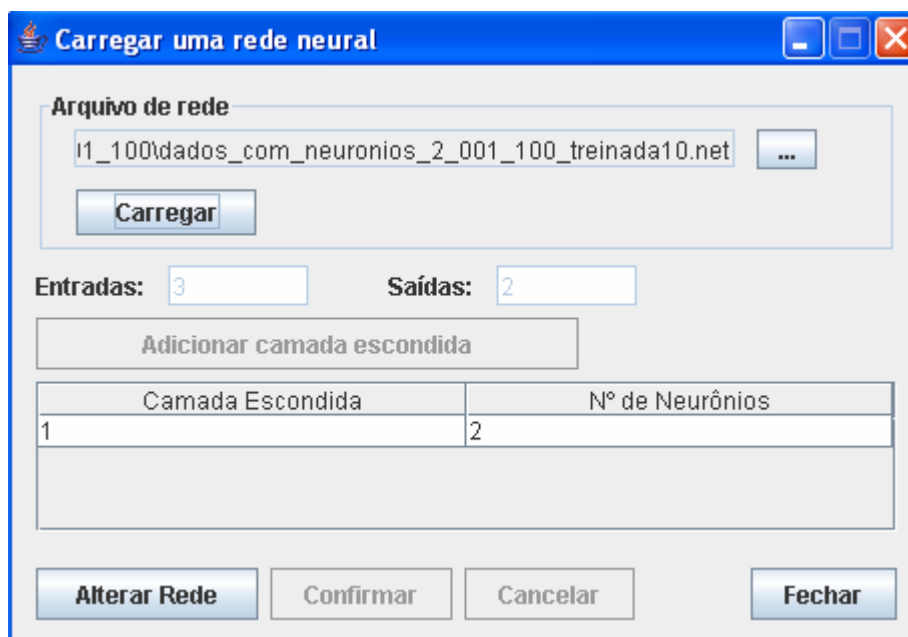 Carregar uma rede neural
Arquivo de rede
1_100\dados_com_neuronios_2_001_100_treinada10.net ...
Carregar
Entradas: 3 Saídas: 2
Adicionar camada escondida
Camada Escondida Nº de Neurônios
1 2
Alterar Rede Confirmar Cancelar Fechar